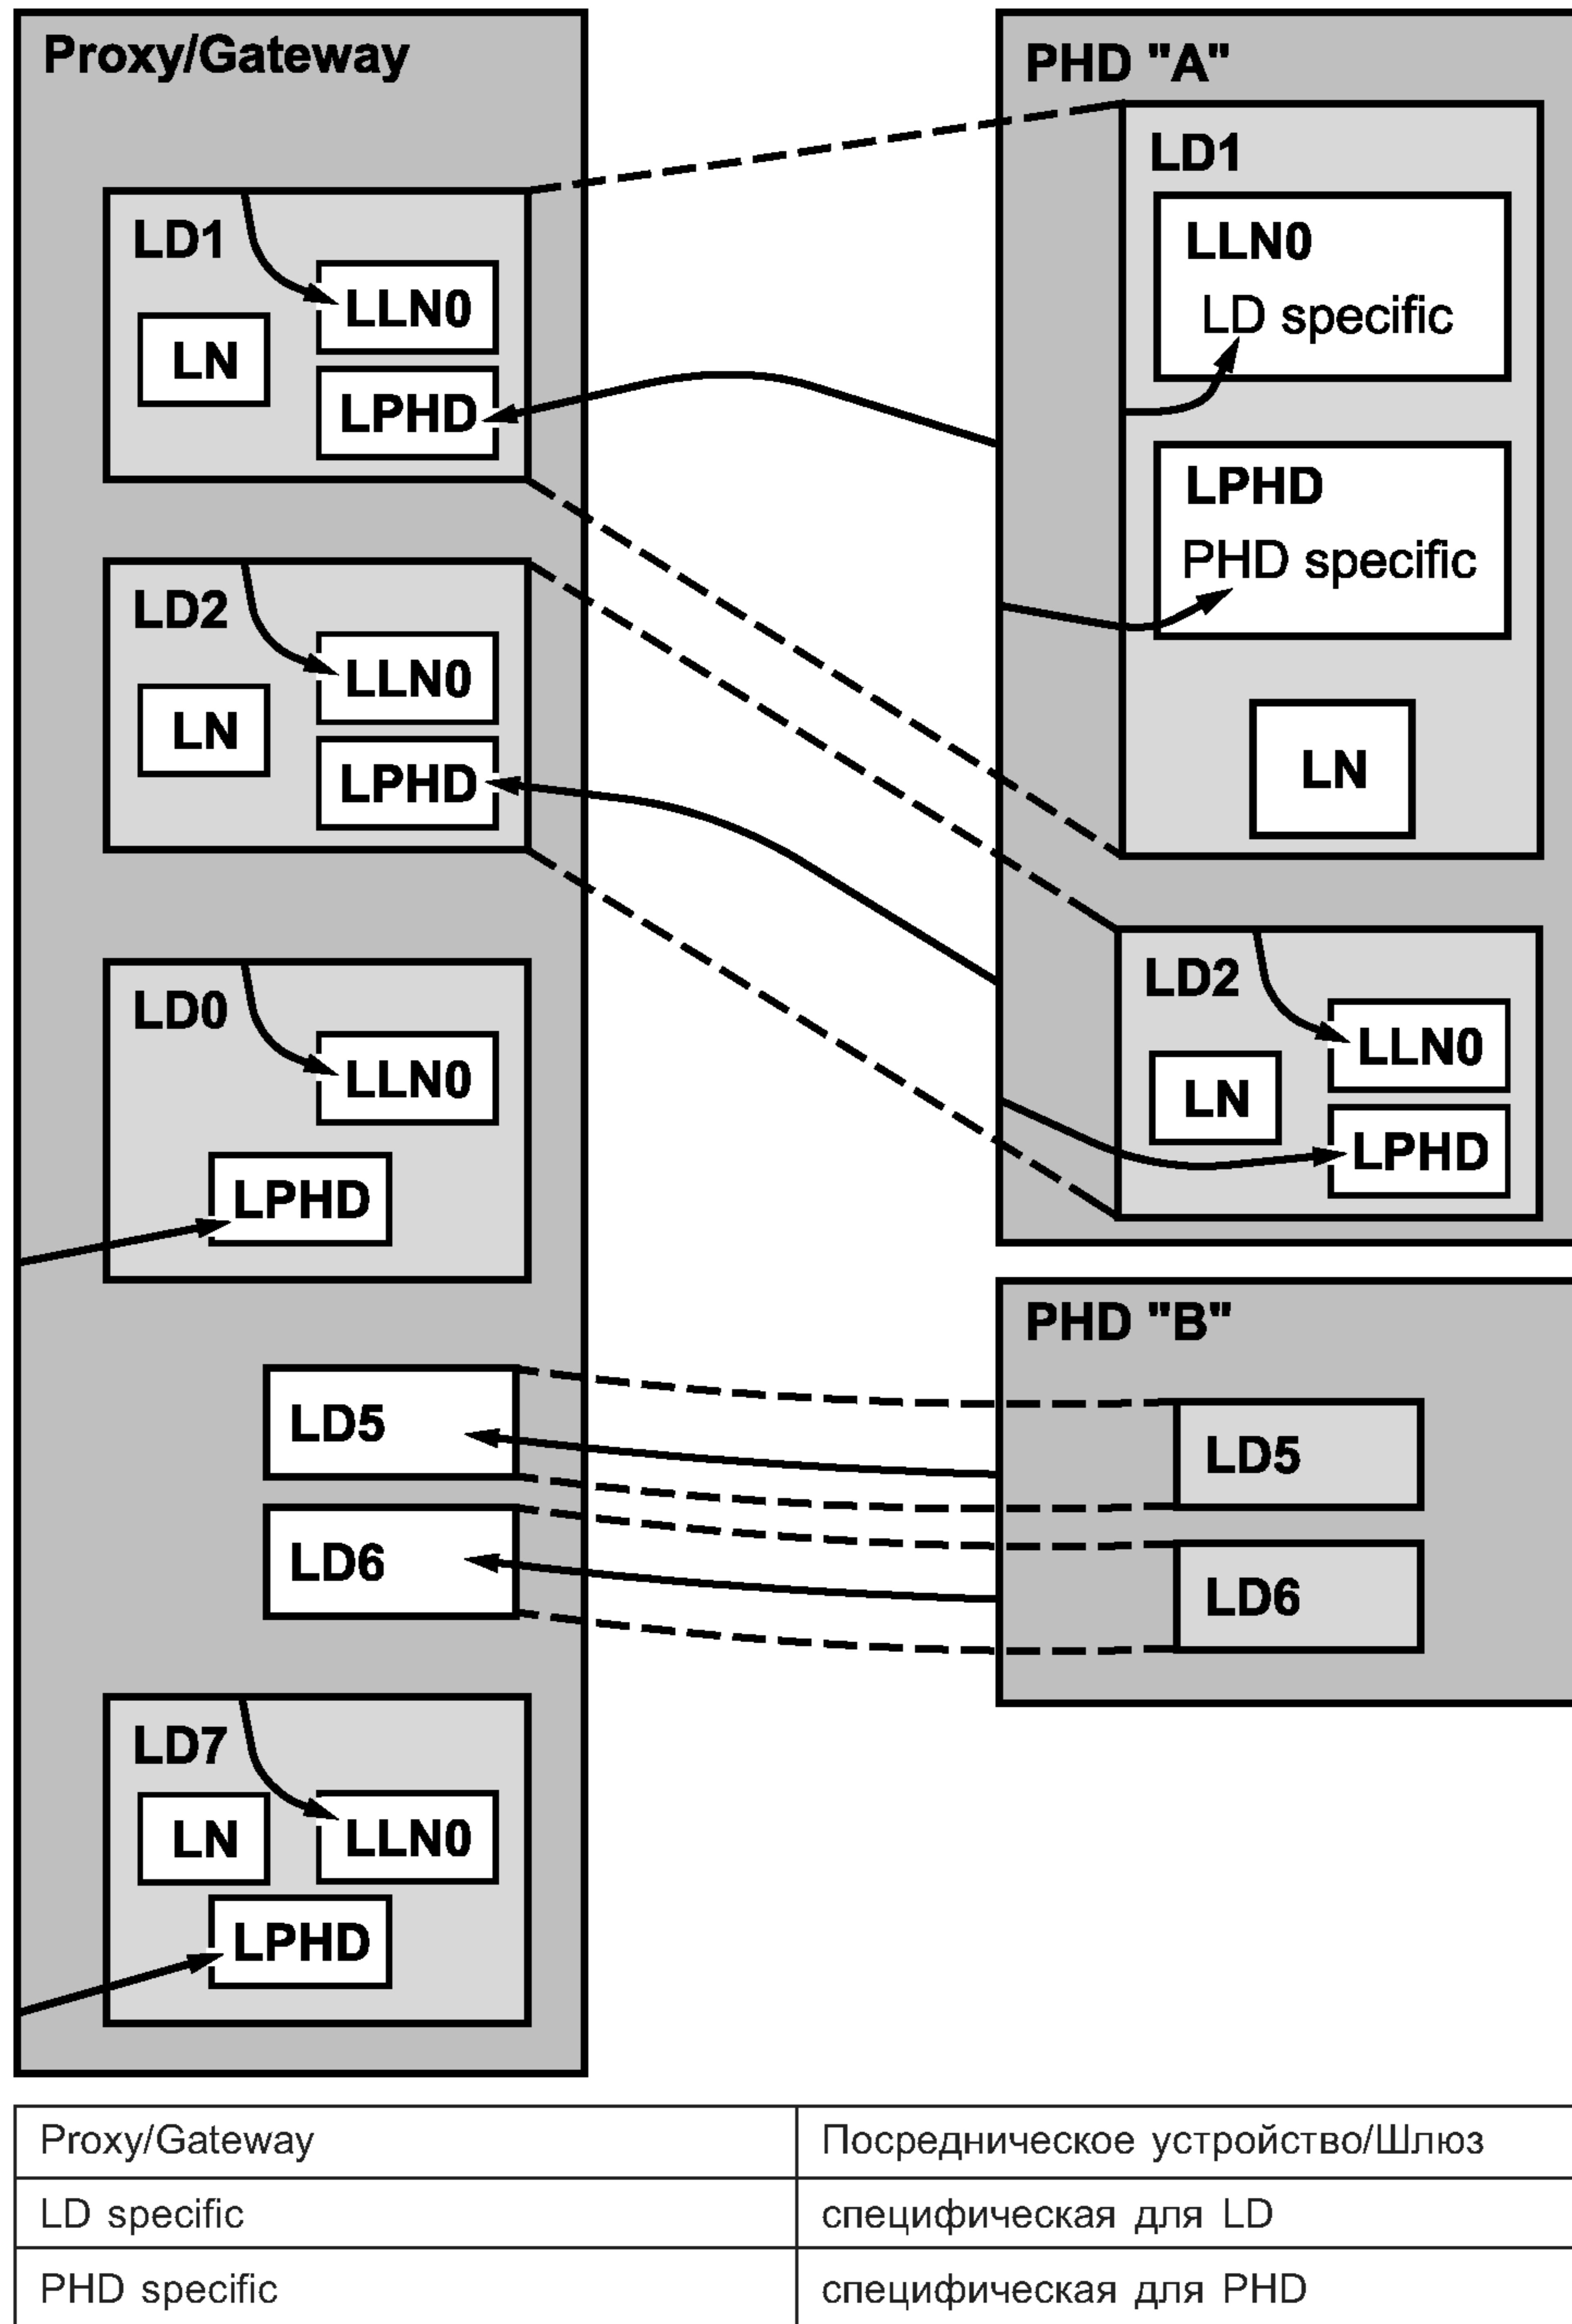 Proxy/Gateway
LD1
LLN0
LN
LPHD
LD2
LLN0
LN
LPHD
LD0
LLN0
LPHD
LD5
LD6
LD7
LN
LLN0
LPHD
PHD "A"
LD1
LLN0
LD specific
LPHD
PHD specific
LN
LD2
LLN0
LN
LPHD
PHD "B"
LD5
LD6
Proxy/Gateway
Посредническое устройство/Шлюз
LD specific
специфическая для LD
PHD specific
специфическая для PHD